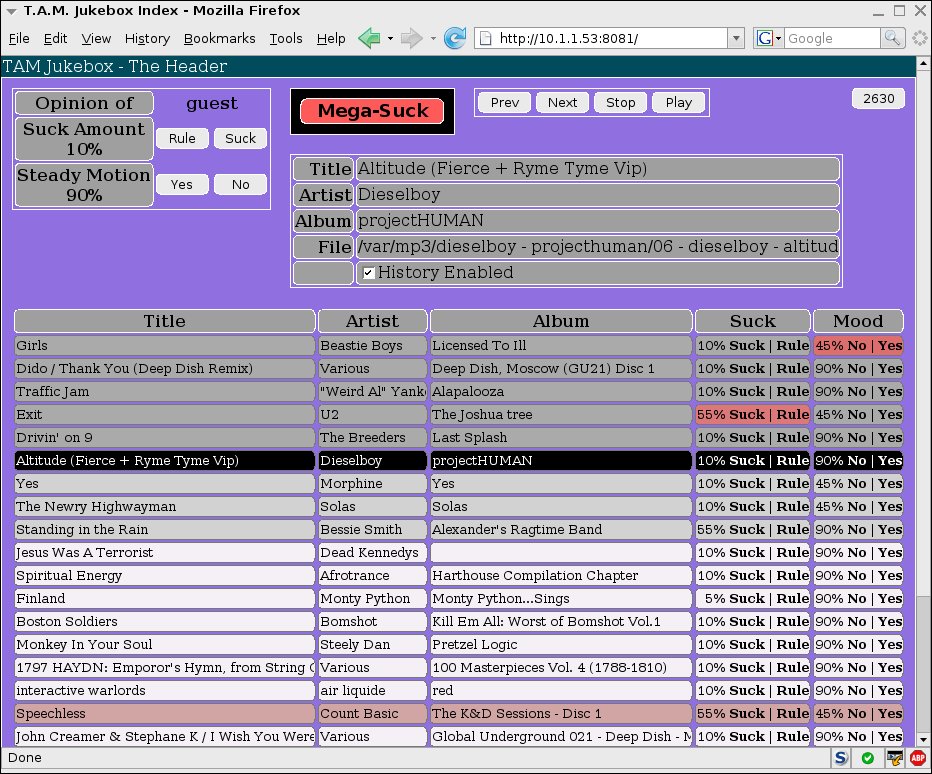 T.A.M. Jukebox Index - Mozilla Firefox
File Edit View History Bookmarks Tools Help http://10.1.1.53:8081/ G Google
TAM Jukebox - The Header
Opinion of guest
Suck Amount
10%
Rule Suck
Steady Motion
90%
Yes No
Mega-Suck
Prev Next Stop Play
2630
Title Altitude (Fierce + Ryme Tyme Vip)
Artist Dieselboy
Album projectHUMAN
File /var/mp3/dieselboy - projecthuman/06 - dieselboy - altitud
History Enabled
Title Artist Album Suck Mood
Girls Beastie Boys Licensed To Ill 10% Suck | Rule 45% No | Yes
Dido / Thank You (Deep Dish Remix) Various Deep Dish, Moscow (GU21) Disc 1 10% Suck | Rule 90% No | Yes
Traffic Jam "Weird Al" Yanko Alapalooza 10% Suck | Rule 90% No | Yes
Exit U2 The Joshua tree 55% Suck | Rule 45% No | Yes
Drivin' on 9 The Breeders Last Splash 10% Suck | Rule 90% No | Yes
Altitude (Fierce + Ryme Tyme Vip) Dieselboy projectHUMAN 10% Suck | Rule 90% No | Yes
Yes Morphine Yes 10% Suck | Rule 45% No | Yes
The Newry Highwayman Solas Solas 10% Suck | Rule 45% No | Yes
Standing in the Rain Bessie Smith Alexander's Ragtime Band 55% Suck | Rule 90% No | Yes
Jesus Was A Terrorist Dead Kennedys 10% Suck | Rule 90% No | Yes
Spiritual Energy Afrotrance Harthouse Compilation Chapter 10% Suck | Rule 90% No | Yes
Finland Monty Python Monty Python...Sings 5% Suck | Rule 90% No | Yes
Boston Soldiers Bomshot Kill Em All: Worst of Bomshot Vol.1 10% Suck | Rule 90% No | Yes
Monkey In Your Soul Steely Dan Pretzel Logic 10% Suck | Rule 90% No | Yes
1797 HAYDN: Emporor's Hymn, from String Various 100 Masterpieces Vol. 4 (1788-1810) 10% Suck | Rule 90% No | Yes
interactive warlords air liquide red 10% Suck | Rule 90% No | Yes
Speechless Count Basic The K&D Sessions - Disc 1 55% Suck | Rule 45% No | Yes
John Creamer & Stephane K / I Wish You Were Various Global Underground 021 - Deep Dish - 10% Suck | Rule 90% No | Yes
Done S ABP